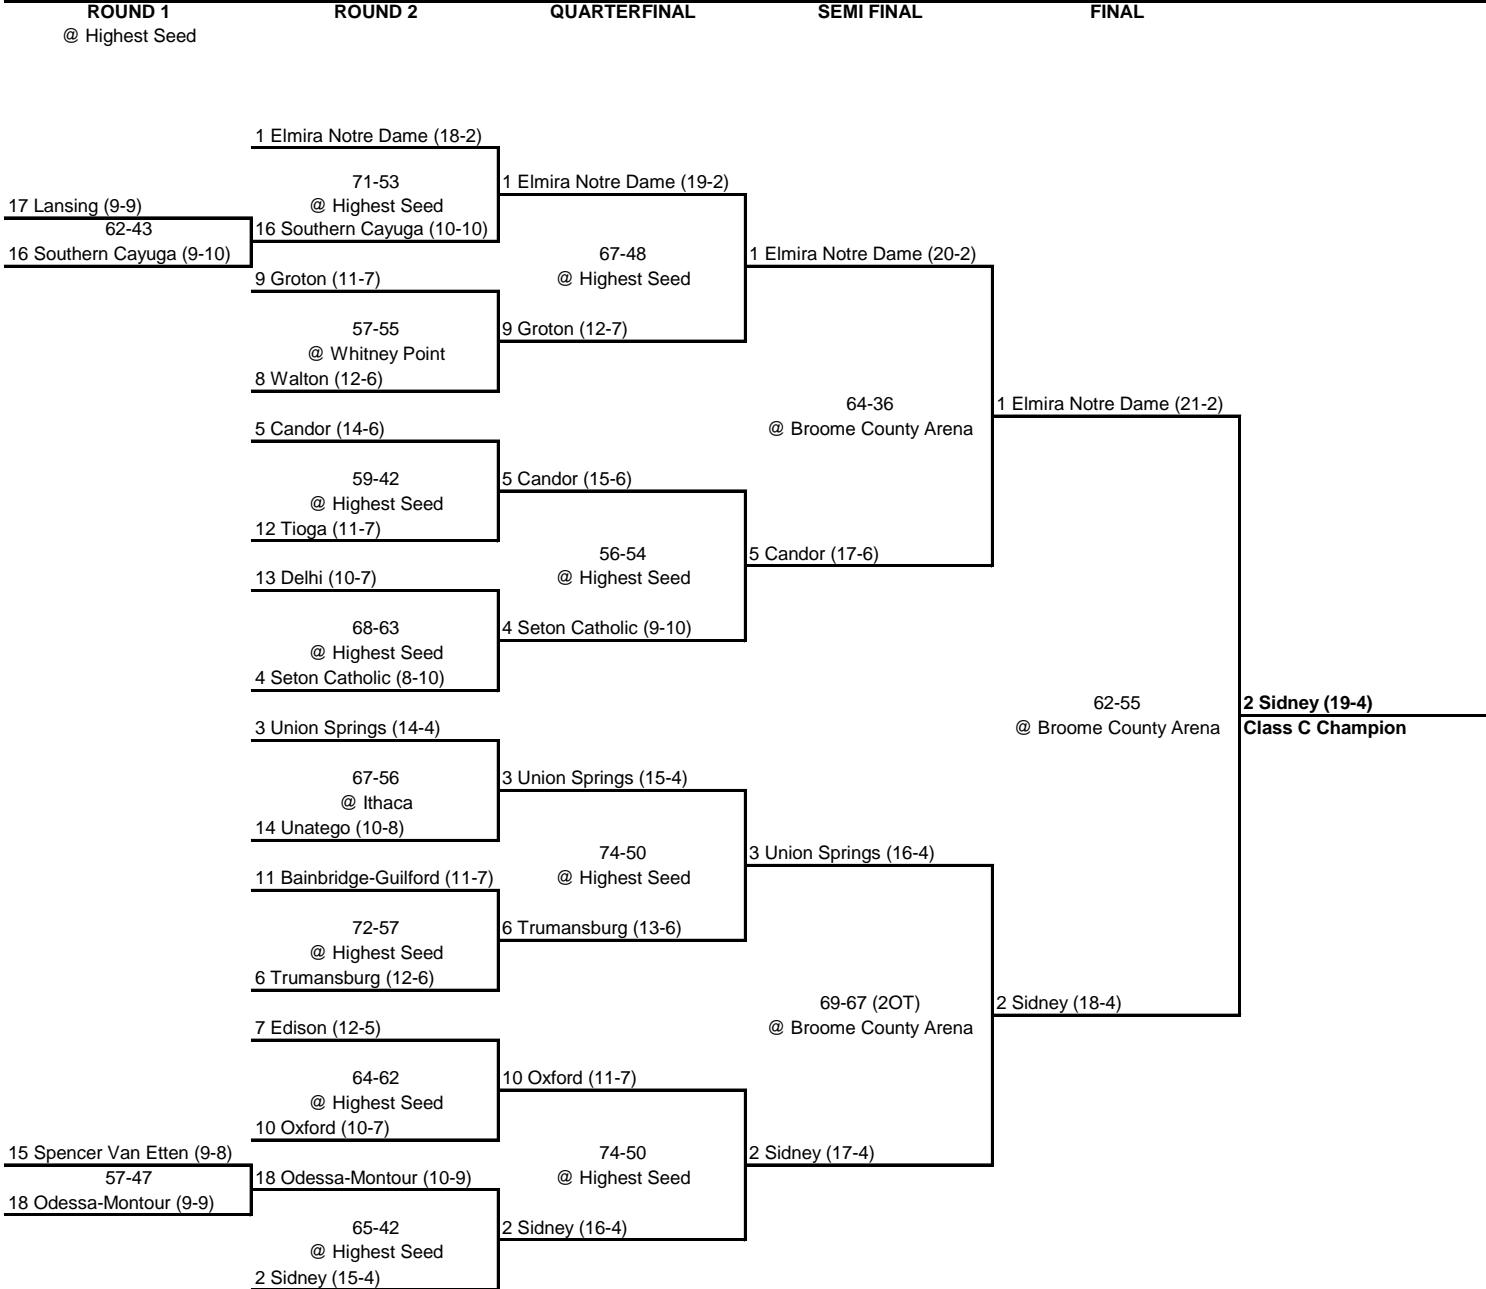 ROUND 1 ROUND 2 QUARTERFINAL SEMI FINAL FINAL
@ Highest Seed
1 Elmira Notre Dame (18-2)
71-53 1 Elmira Notre Dame (19-2)
17 Lansing (9-9) @ Highest Seed
62-43 16 Southern Cayuga (10-10)
16 Southern Cayuga (9-10) 67-48 1 Elmira Notre Dame (20-2)
9 Groton (11-7) @ Highest Seed
57-55 9 Groton (12-7)
@ Whitney Point
8 Walton (12-6)
64-36 1 Elmira Notre Dame (21-2)
5 Candor (14-6) @ Broome County Arena
59-42 5 Candor (15-6)
@ Highest Seed
12 Tioga (11-7)
56-54 5 Candor (17-6)
13 Delhi (10-7) @ Highest Seed
68-63 4 Seton Catholic (9-10)
@ Highest Seed
4 Seton Catholic (8-10)
62-55 2 Sidney (19-4)
3 Union Springs (14-4) @ Broome County Arena Class C Champion
67-56 3 Union Springs (15-4)
@ Ithaca
14 Unatego (10-8)
74-50 3 Union Springs (16-4)
11 Bainbridge-Guilford (11-7) @ Highest Seed
72-57 6 Trumansburg (13-6)
@ Highest Seed
6 Trumansburg (12-6)
69-67 (2OT) 2 Sidney (18-4)
7 Edison (12-5) @ Broome County Arena
64-62 10 Oxford (11-7)
@ Highest Seed
10 Oxford (10-7)
15 Spencer Van Etten (9-8) 74-50 2 Sidney (17-4)
57-47 18 Odessa-Montour (10-9) @ Highest Seed
18 Odessa-Montour (9-9)
65-42 2 Sidney (16-4)
@ Highest Seed
2 Sidney (15-4)